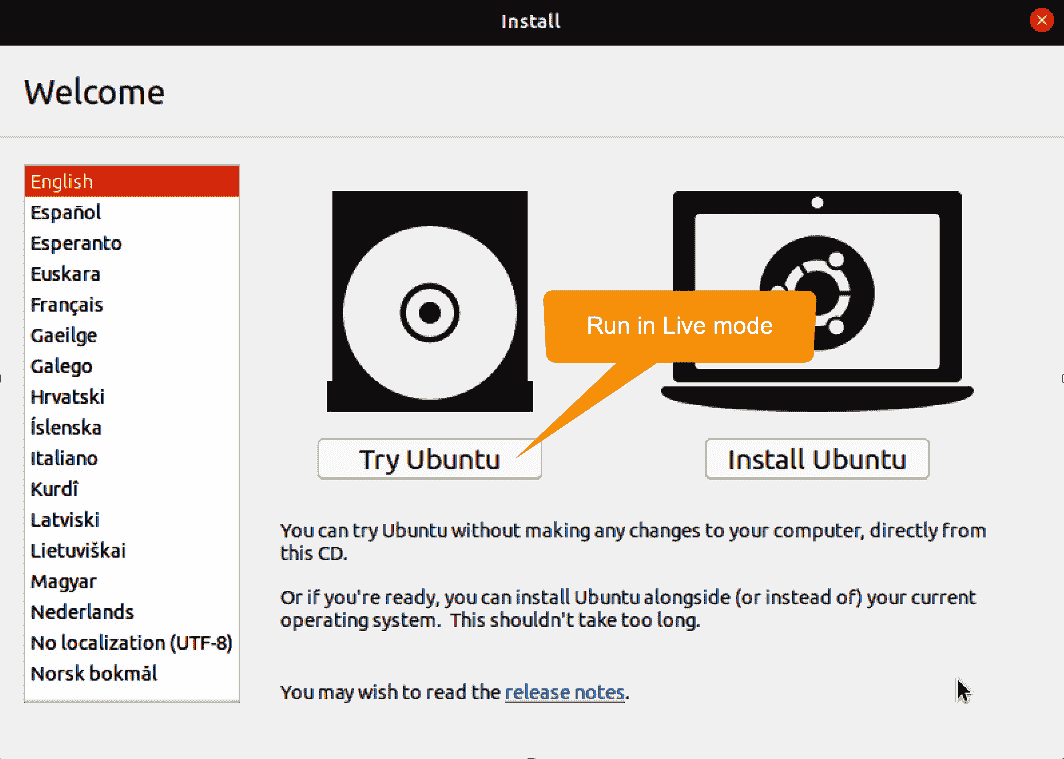 Install
Welcome
English
Español
Esperanto
Euskara
Français
Gaeilge
Galego
Hrvatski
Íslenska
Italiano
Kurdî
Latviski
Lietuviškai
Magyar
Nederlands
No localization (UTF-8)
Norsk bokmål
Run in Live mode
Try Ubuntu
Install Ubuntu
You can try Ubuntu without making any changes to your computer, directly from
this CD.
Or if you're ready, you can install Ubuntu alongside (or instead of) your current
operating system. This shouldn't take too long.
You may wish to read the release notes.